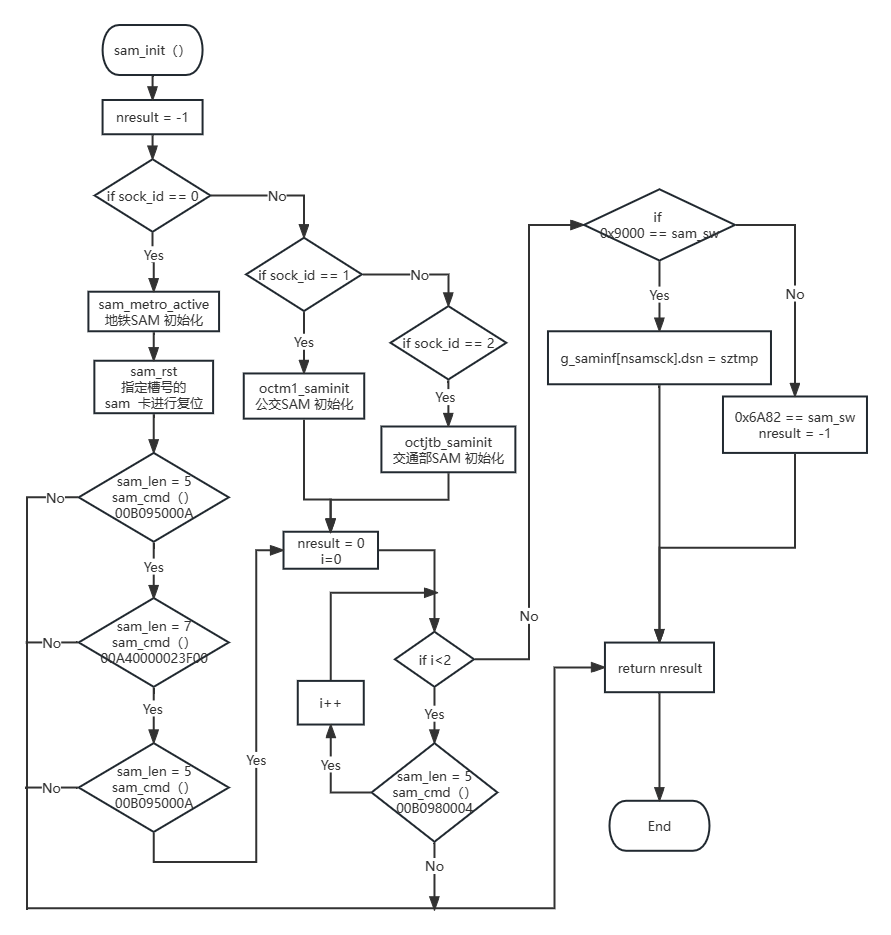 sam_init（）
nresult = -1
if sock_id == 0
No
Yes
if sock_id == 1
No
Yes
if sock_id == 2
Yes
sam_metro_active
地铁SAM 初始化
sam_rst
指定槽号的
sam  卡进行复位
octm1_saminit
公交SAM 初始化
octjtb_saminit
交通部SAM 初始化
sam_len = 5
sam_cmd（）
00B095000A
No
Yes
sam_len = 7
sam_cmd（）
00A40000023F00
No
Yes
sam_len = 5
sam_cmd（）
00B095000A
No
Yes
nresult = 0
i=0
if i<2
No
Yes
sam_len = 5
sam_cmd（）
00B0980004
Yes
i++
No
if
0x9000 == sam_sw
Yes
No
g_saminf[nsamsck].dsn = sztmp
0x6A82 == sam_sw
nresult = -1
return nresult
End